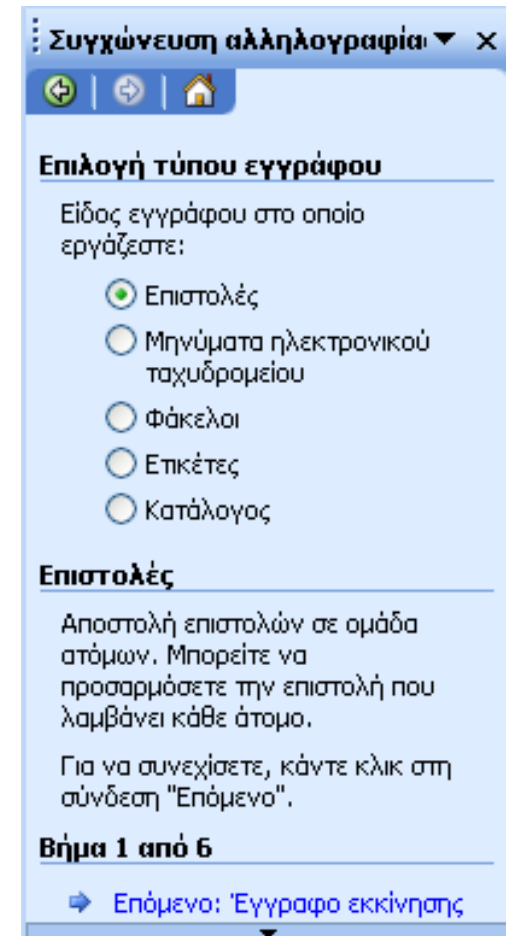 Συγχώνευση αλληλογραφία
Επιλογή τύπου εγγράφου
Είδος εγγράφου στο οποίο
εργάζεστε:
Επιστολές
Μηνύματα ηλεκτρονικού
ταχυδρομείου
Φάκελοι
Ετικέτες
Κατάλογος
Επιστολές
Αποστολή επιστολών σε ομάδα
ατόμων. Μπορείτε να
προσαρμόσετε την επιστολή που
λαμβάνει κάθε άτομο.
Για να συνεχίσετε, κάντε κλικ στη
σύνδεση "Επόμενο".
Βήμα 1 από 6
Επόμενο: Έγγραφο εκκίνησης